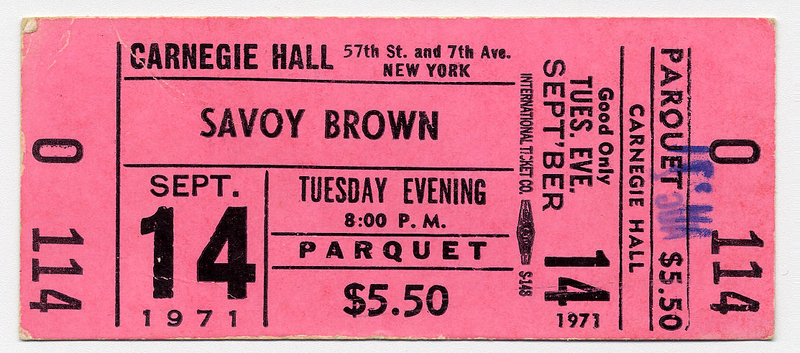 O 114
CARNEGIE HALL 57th St. and 7th Ave.
NEW YORK
SAVOY BROWN
SEPT.
14
1971
TUESDAY EVENING
8:00 P.M.
PARQUET
$5.50
INTERNATIONAL TICKET CO. S-148
SEPT'BER 14
TUES. EVE. 1971
Good Only
CARNEGIE HALL
PARQUET $5.50
O 114